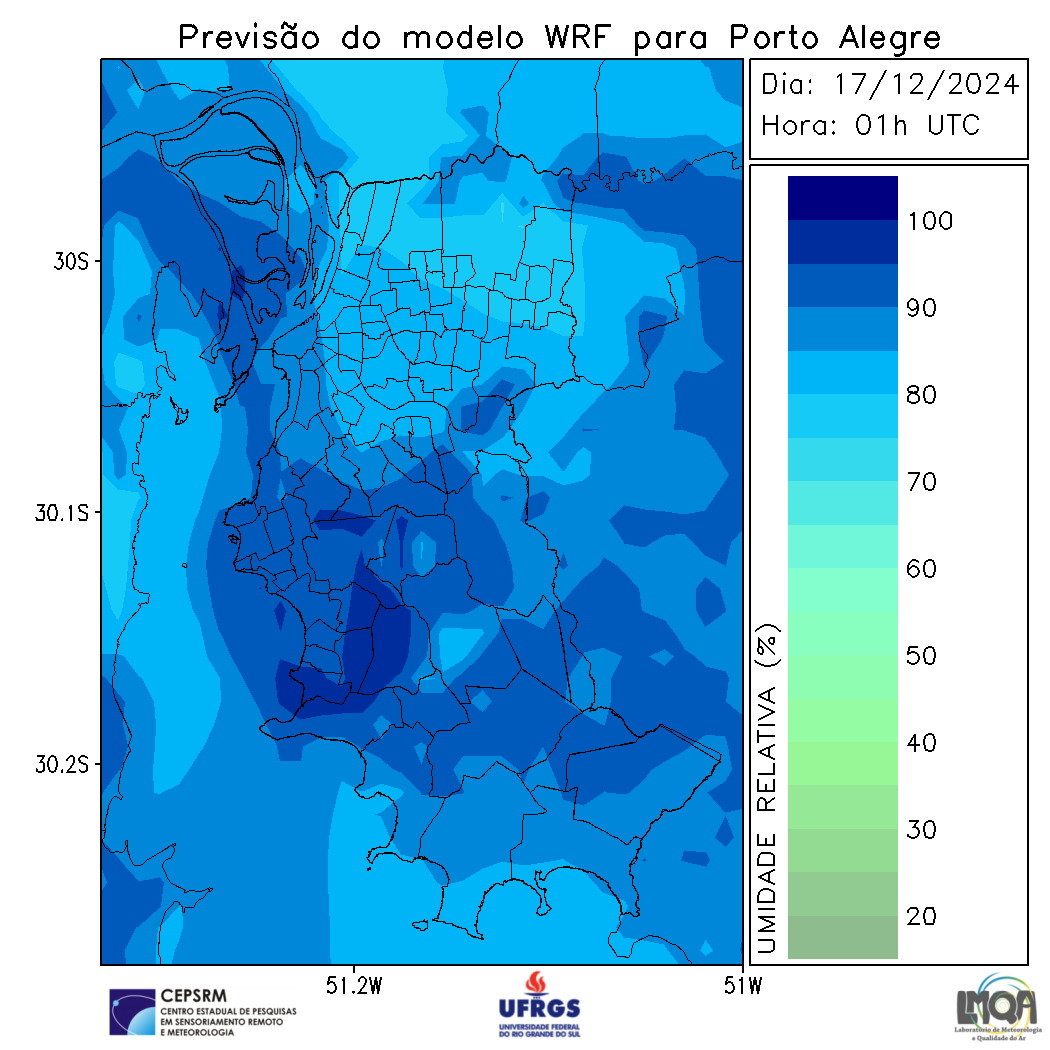 Previsão do modelo WRF para Porto Alegre
Dia: 17/12/2024
Hora: 01h UTC
30S
30.1S
30.2S
51.2W
51W
100
90
80
70
60
50
40
30
20
UMIDADE RELATIVA (%)
CEPSRM
CENTRO ESTADUAL DE PESQUISAS
EM SENSORIAMENTO REMOTO
E METEOROLOGIA
UFRGS
UNIVERSIDADE FEDERAL
DO RIO GRANDE DO SUL
LMQA
Laboratório de Meteorologia
e Qualidade do Ar